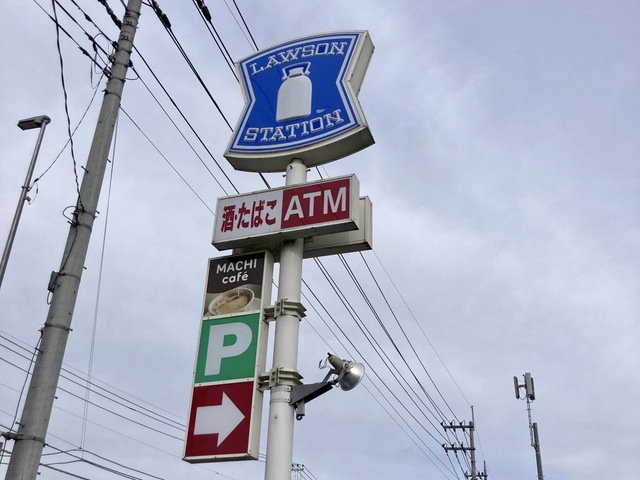 LAWSON
STATION
酒・たばこ ATM
MACHI
café
P